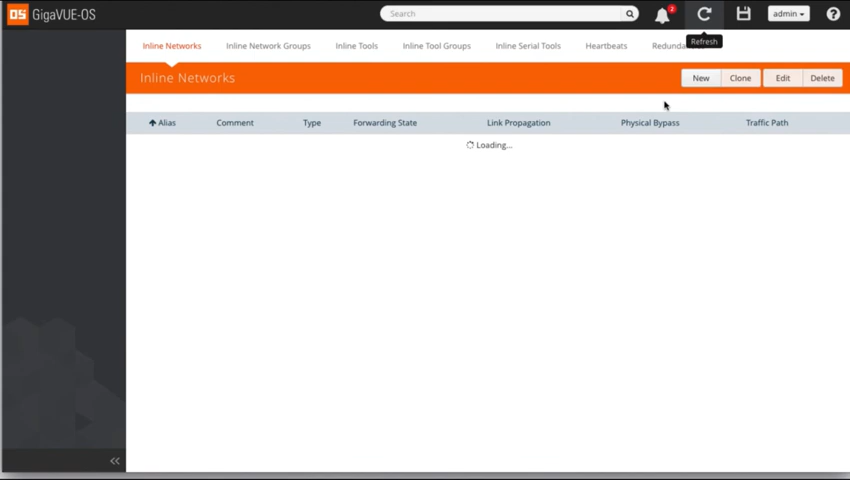 OS GigaVUE-OS Search 2 admin ?
Refresh
Inline Networks Inline Network Groups Inline Tools Inline Tool Groups Inline Serial Tools Heartbeats
Inline Networks New Clone Edit Delete
Alias Comment Type Forwarding State Link Propagation Physical Bypass Traffic Path
Loading...